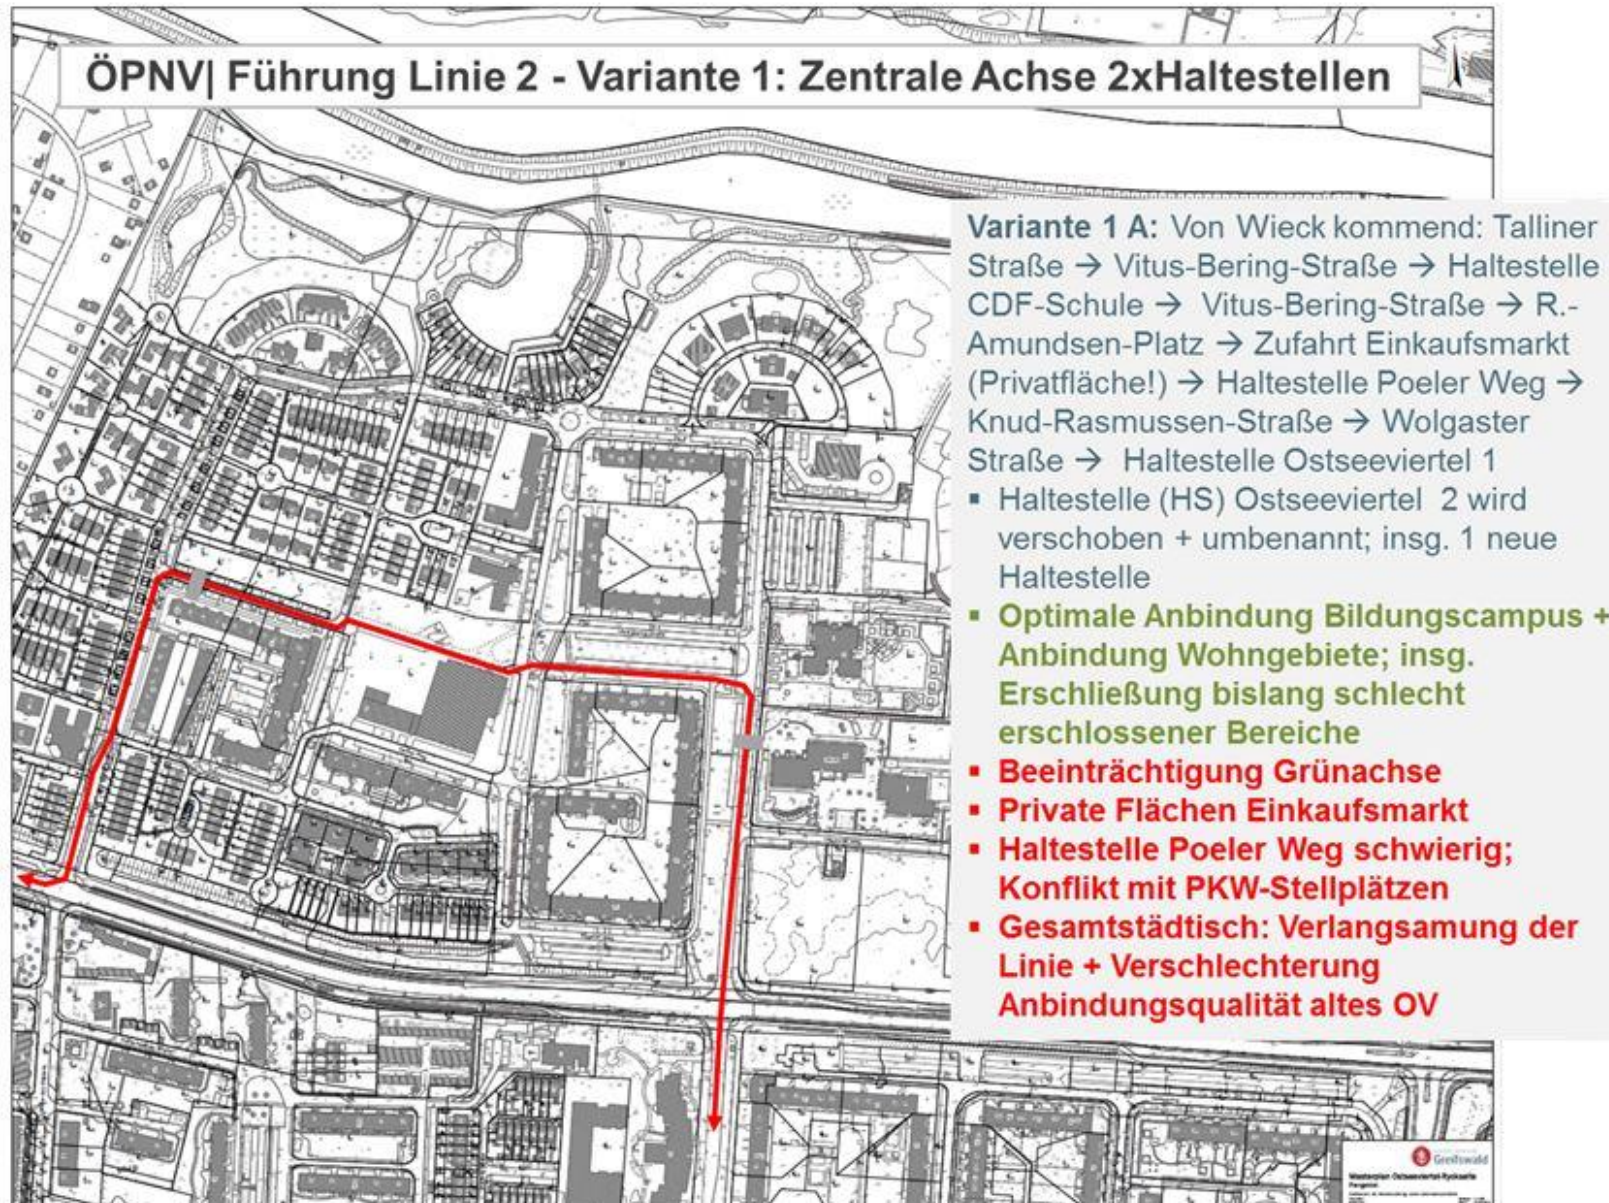 ÖPNV| Führung Linie 2 - Variante 1: Zentrale Achse 2xHaltestellen
Variante 1 A: Von Wieck kommend: Talliner
Straße → Vitus-Bering-Straße → Haltestelle
CDF-Schule → Vitus-Bering-Straße → R.-
Amundsen-Platz → Zufahrt Einkaufsmarkt
(Privatfläche!) → Haltestelle Poeler Weg →
Knud-Rasmussen-Straße → Wolgaster
Straße → Haltestelle Ostseeviertel 1
▪ Haltestelle (HS) Ostseeviertel 2 wird
verschoben + umbenannt; insg. 1 neue
Haltestelle
▪ Optimale Anbindung Bildungscampus +
Anbindung Wohngebiete; insg.
Erschließung bislang schlecht
erschlossener Bereiche
▪ Beeinträchtigung Grünachse
▪ Private Flächen Einkaufsmarkt
▪ Haltestelle Poeler Weg schwierig;
Konflikt mit PKW-Stellplätzen
▪ Gesamtstädtisch: Verlangsamung der
Linie + Verschlechterung
Anbindungsqualität altes OV
Greifswald
Masterplan Ostseeviertel-Ryckseite